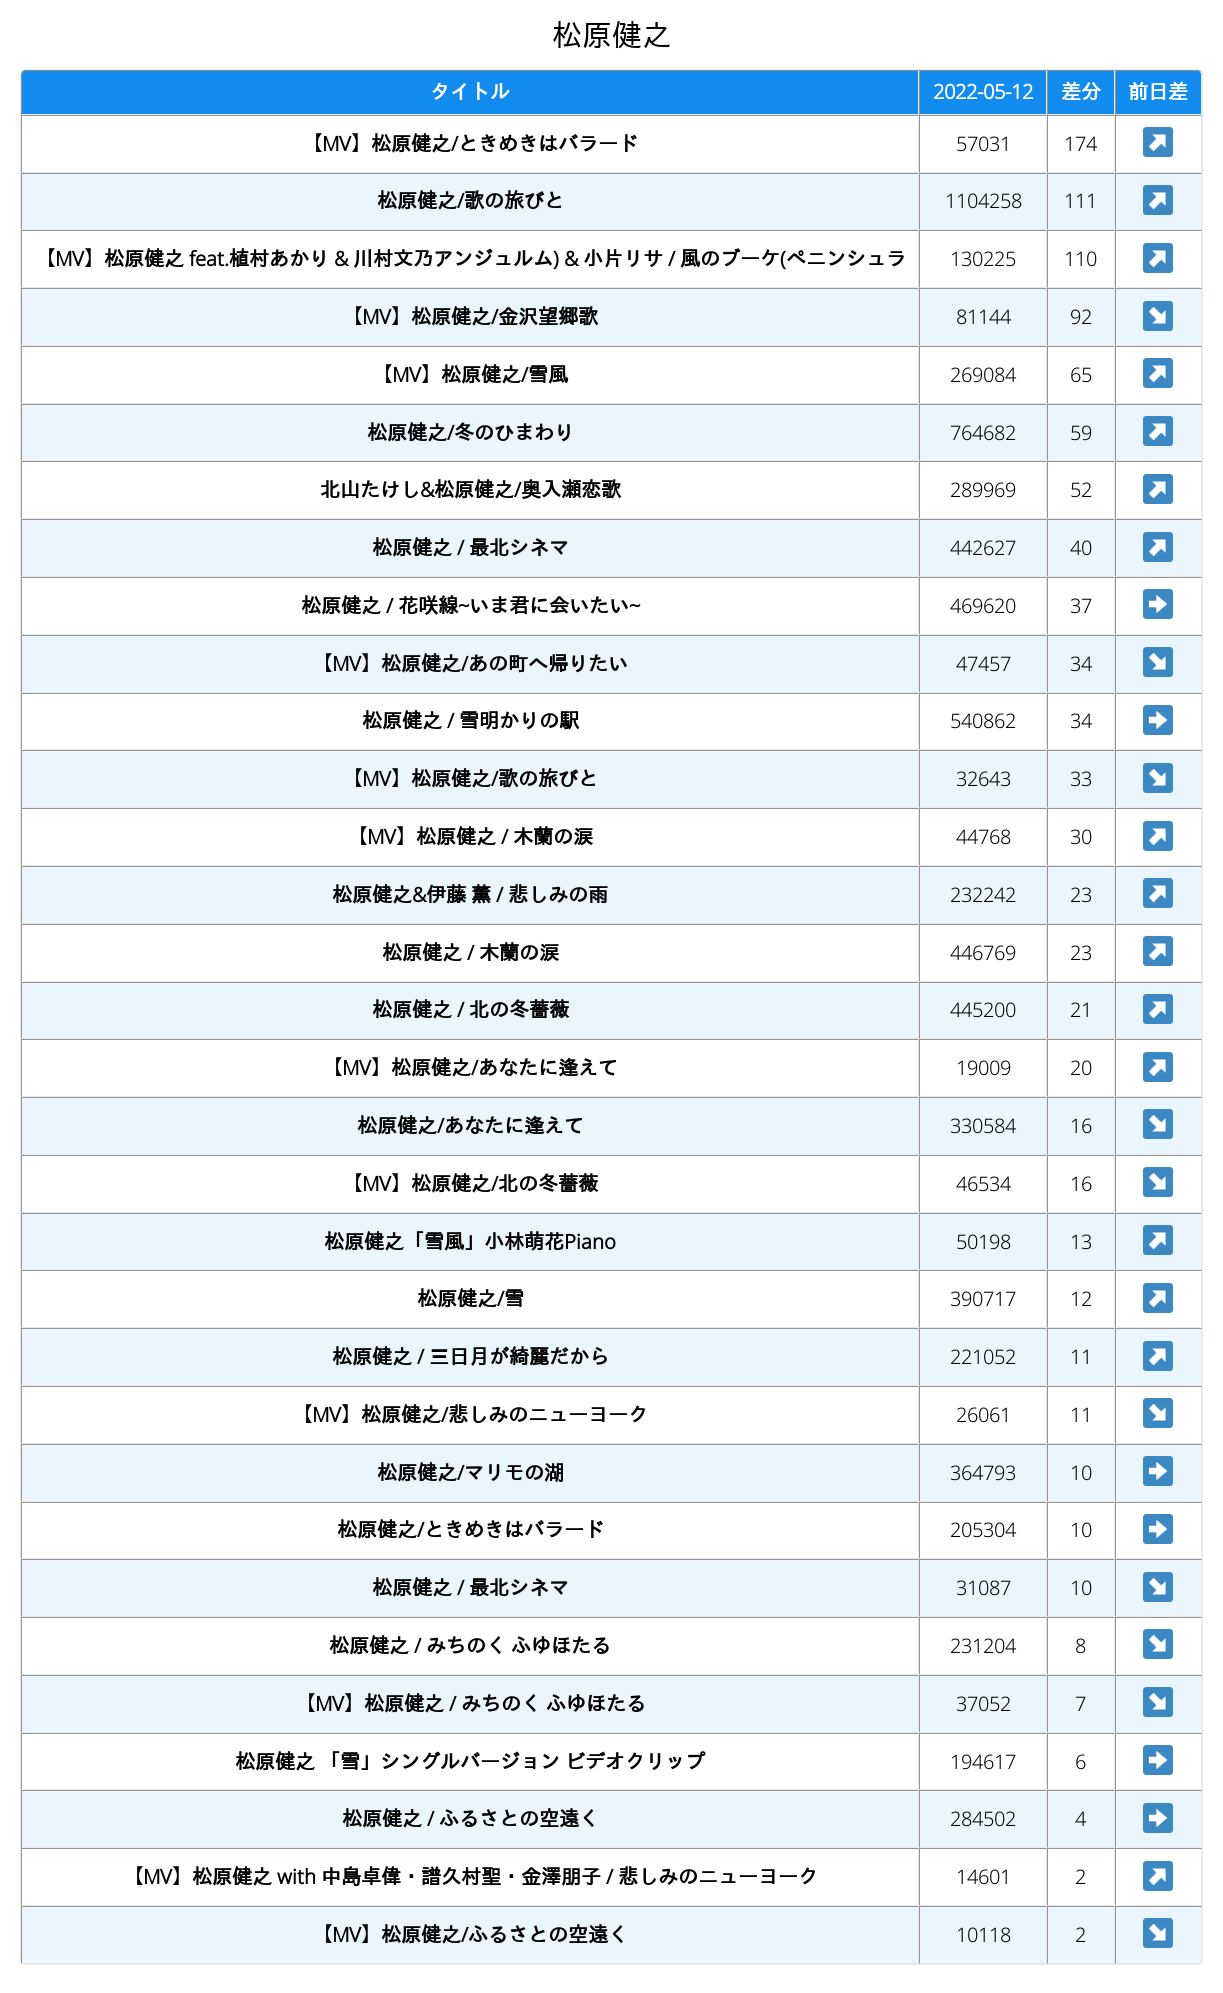 松原健之
タイトル 2022-05-12 差分 前日差
【MV】松原健之/ときめきはバラード 57031 174 ↗
松原健之/歌の旅びと 1104258 111 ↗
【MV】松原健之 feat.植村あかり & 川村文乃アンジュルム) & 小片リサ / 風のブーケ(ペニンシュラ 130225 110 ↗
【MV】松原健之/金沢望郷歌 81144 92 ↘
【MV】松原健之/雪風 269084 65 ↗
松原健之/冬のひまわり 764682 59 ↗
北山たけし&松原健之/奥入瀬恋歌 289969 52 ↗
松原健之 / 最北シネマ 442627 40 ↗
松原健之 / 花咲線~いま君に会いたい~ 469620 37 ➡
【MV】松原健之/あの町へ帰りたい 47457 34 ↘
松原健之 / 雪明かりの駅 540862 34 ➡
【MV】松原健之/歌の旅びと 32643 33 ↘
【MV】松原健之 / 木蘭の涙 44768 30 ↗
松原健之&伊藤 薫 / 悲しみの雨 232242 23 ↗
松原健之 / 木蘭の涙 446769 23 ↗
松原健之 / 北の冬薔薇 445200 21 ↗
【MV】松原健之/あなたに逢えて 19009 20 ↗
松原健之/あなたに逢えて 330584 16 ↘
【MV】松原健之/北の冬薔薇 46534 16 ↘
松原健之「雪風」小林萌花Piano 50198 13 ↗
松原健之/雪 390717 12 ↗
松原健之 / 三日月が綺麗だから 221052 11 ↗
【MV】松原健之/悲しみのニューヨーク 26061 11 ↘
松原健之/マリモの湖 364793 10 ➡
松原健之/ときめきはバラード 205304 10 ➡
松原健之 / 最北シネマ 31087 10 ↘
松原健之 / みちのく ふゆほたる 231204 8 ↘
【MV】松原健之 / みちのく ふゆほたる 37052 7 ↘
松原健之 「雪」シングルバージョン ビデオクリップ 194617 6 ➡
松原健之 / ふるさとの空遠く 284502 4 ➡
【MV】松原健之 with 中島卓偉・譜久村聖・金澤朋子 / 悲しみのニューヨーク 14601 2 ↗
【MV】松原健之/ふるさとの空遠く 10118 2 ↘